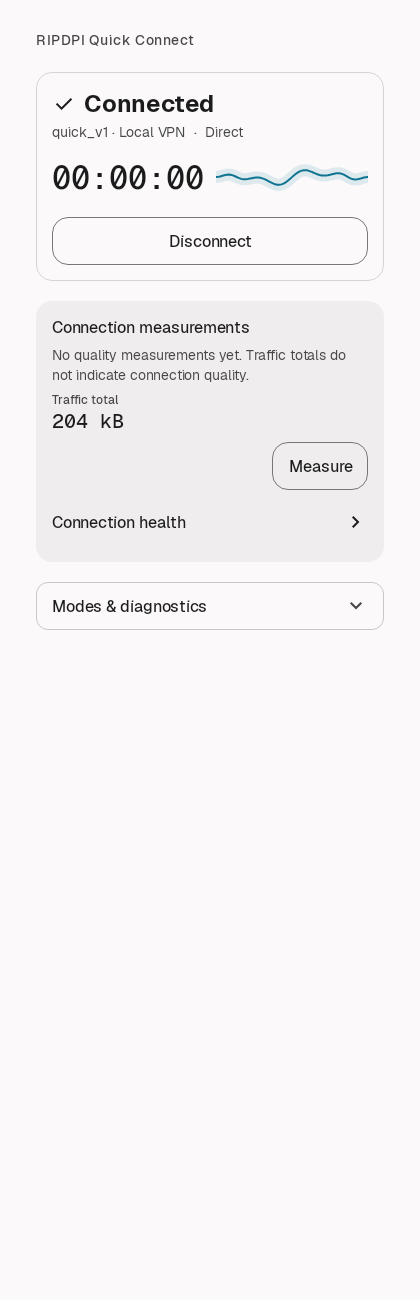 RIPDPI Quick Connect
Connected
quick_v1 · Local VPN · Direct
00:00:00
Disconnect
Connection measurements
No quality measurements yet. Traffic totals do
not indicate connection quality.
Traffic total
204 kB
Measure
Connection health
Modes & diagnostics